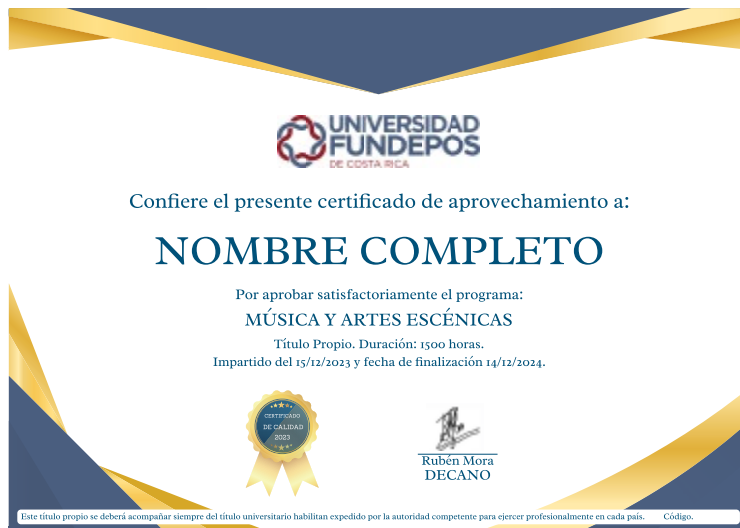 UNIVERSIDAD
FUNDEPOS
DE COSTA RICA
Confiere el presente certificado de aprovechamiento a:
NOMBRE COMPLETO
Por aprobar satisfactoriamente el programa:
MÚSICA Y ARTES ESCÉNICAS
Título Propio. Duración: 1500 horas.
Impartido del 15/12/2023 y fecha de finalización 14/12/2024.
CERTIFICADO
DE CALIDAD
2023
Rubén Mora
DECANO
Este título propio se deberá acompañar siempre del título universitario habilitan expedido por la autoridad competente para ejercer profesionalmente en cada país. Código.